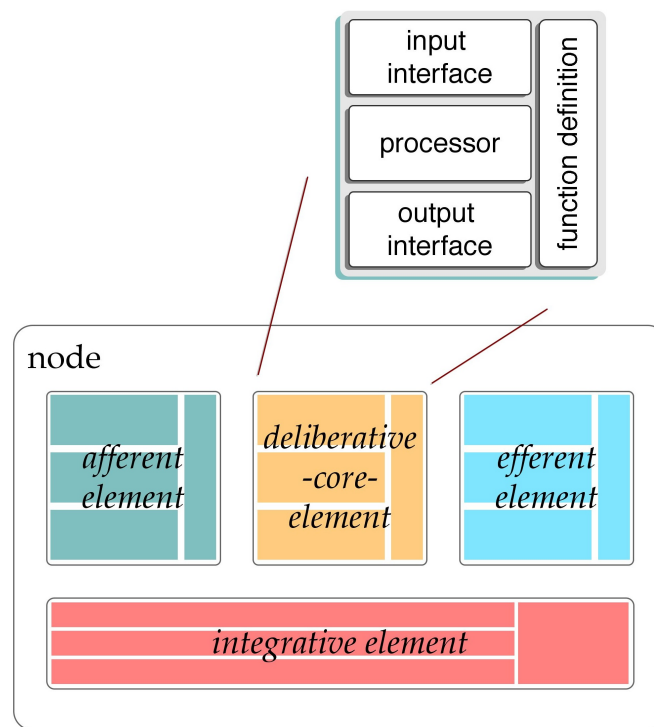 input
interface
processor
output
interface
function definition
node
afferent
element
deliberative
-core-
element
efferent
element
integrative element